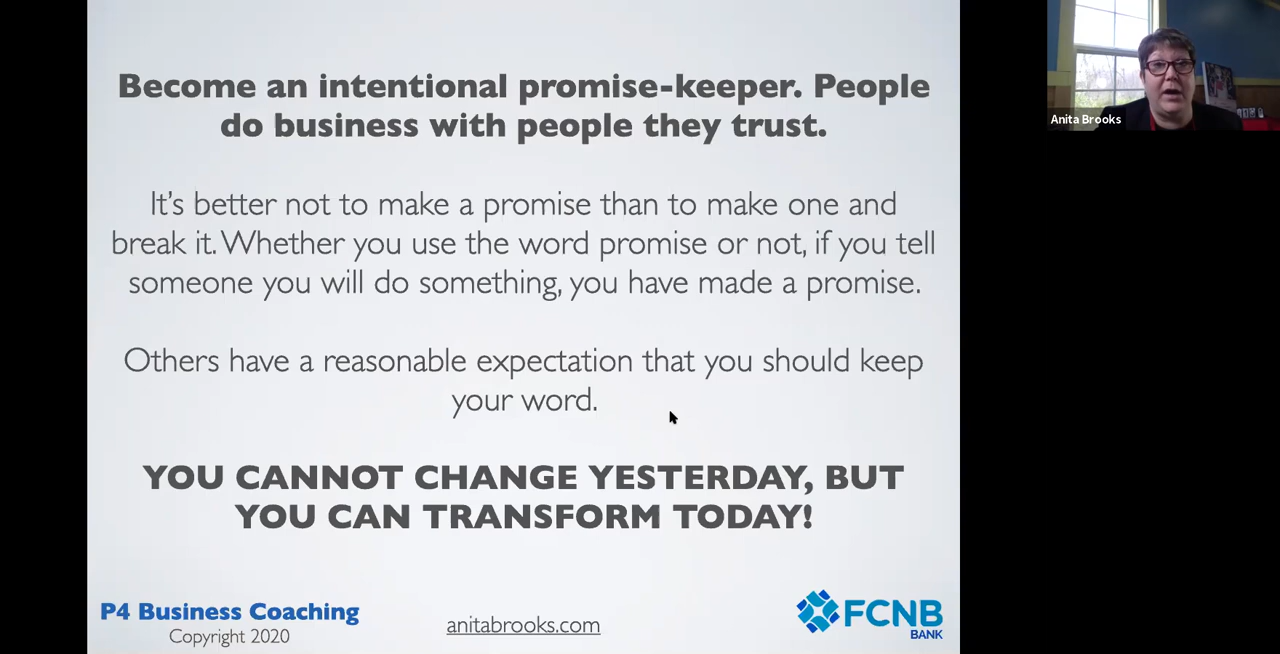 Become an intentional promise-keeper. People
do business with people they trust.
It's better not to make a promise than to make one and
break it. Whether you use the word promise or not, if you tell
someone you will do something, you have made a promise.
Others have a reasonable expectation that you should keep
your word.
YOU CANNOT CHANGE YESTERDAY, BUT
YOU CAN TRANSFORM TODAY!
P4 Business Coaching
Copyright 2020
anitabrooks.com
FCNB
BANK
Anita Brooks